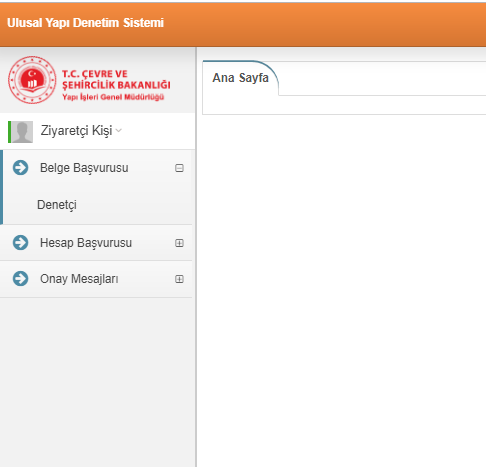 Ulusal Yapı Denetim Sistemi
T.C. ÇEVRE VE
ŞEHİRCİLİK BAKANLIĞI
Yapı İşleri Genel Müdürlüğü
Ana Sayfa
Ziyaretçi Kişi
Belge Başvurusu
Denetçi
Hesap Başvurusu
Onay Mesajları